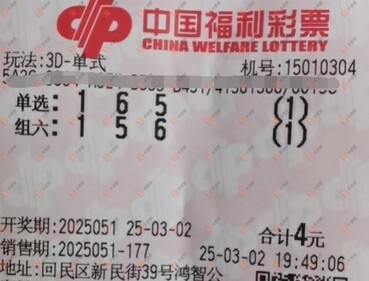 中国福利彩票
CHINA WELFARE LOTTERY
玩法:3D-单式 机号:15010304
单选:1 6 5 (1)
组六:1 5 6 (1)
开奖期:2025051 25-03-02 合计4元
销售期:2025051-177 25-03-02 19:49:06
地址:回民区新民街39号鸿智公